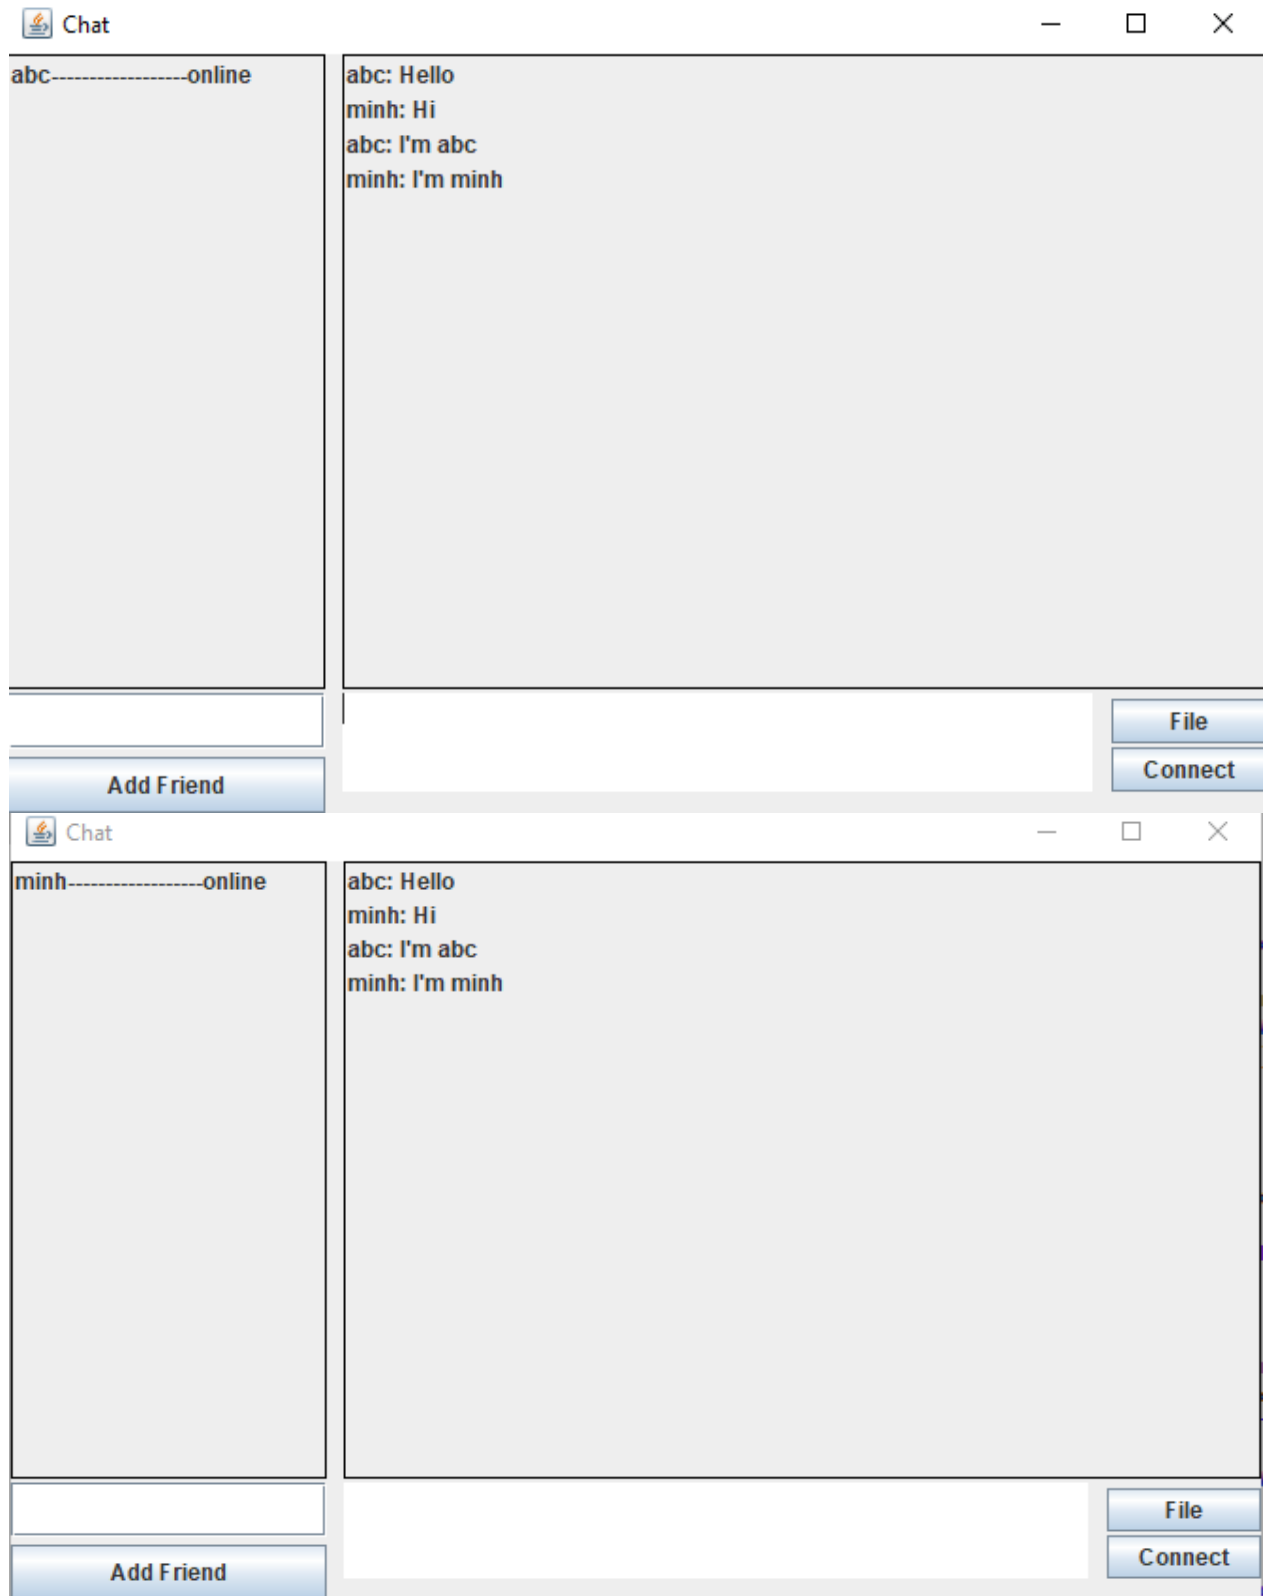 Chat
abc------------------online
abc: Hello
minh: Hi
abc: I'm abc
minh: I'm minh
File
Connect
Add Friend
Chat
minh------------------online
abc: Hello
minh: Hi
abc: I'm abc
minh: I'm minh
File
Connect
Add Friend